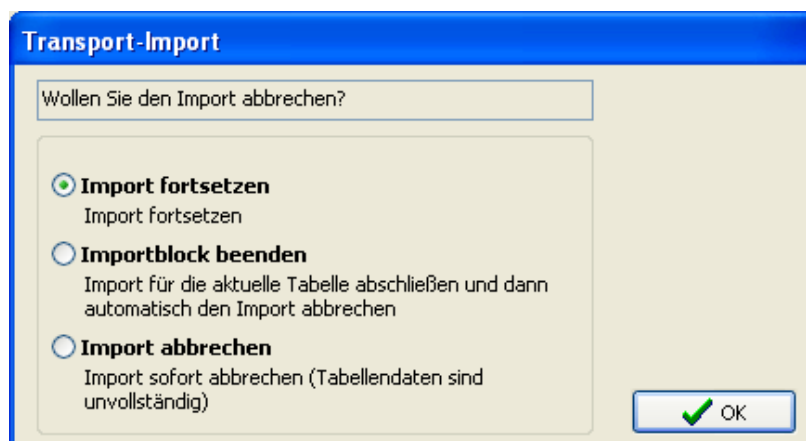 Transport-Import
Wollen Sie den Import abbrechen?
Import fortsetzen
Import fortsetzen
Importblock beenden
Import für die aktuelle Tabelle abschließen und dann
automatisch den Import abbrechen
Import abbrechen
Import sofort abbrechen (Tabellendaten sind
unvollständig)
OK